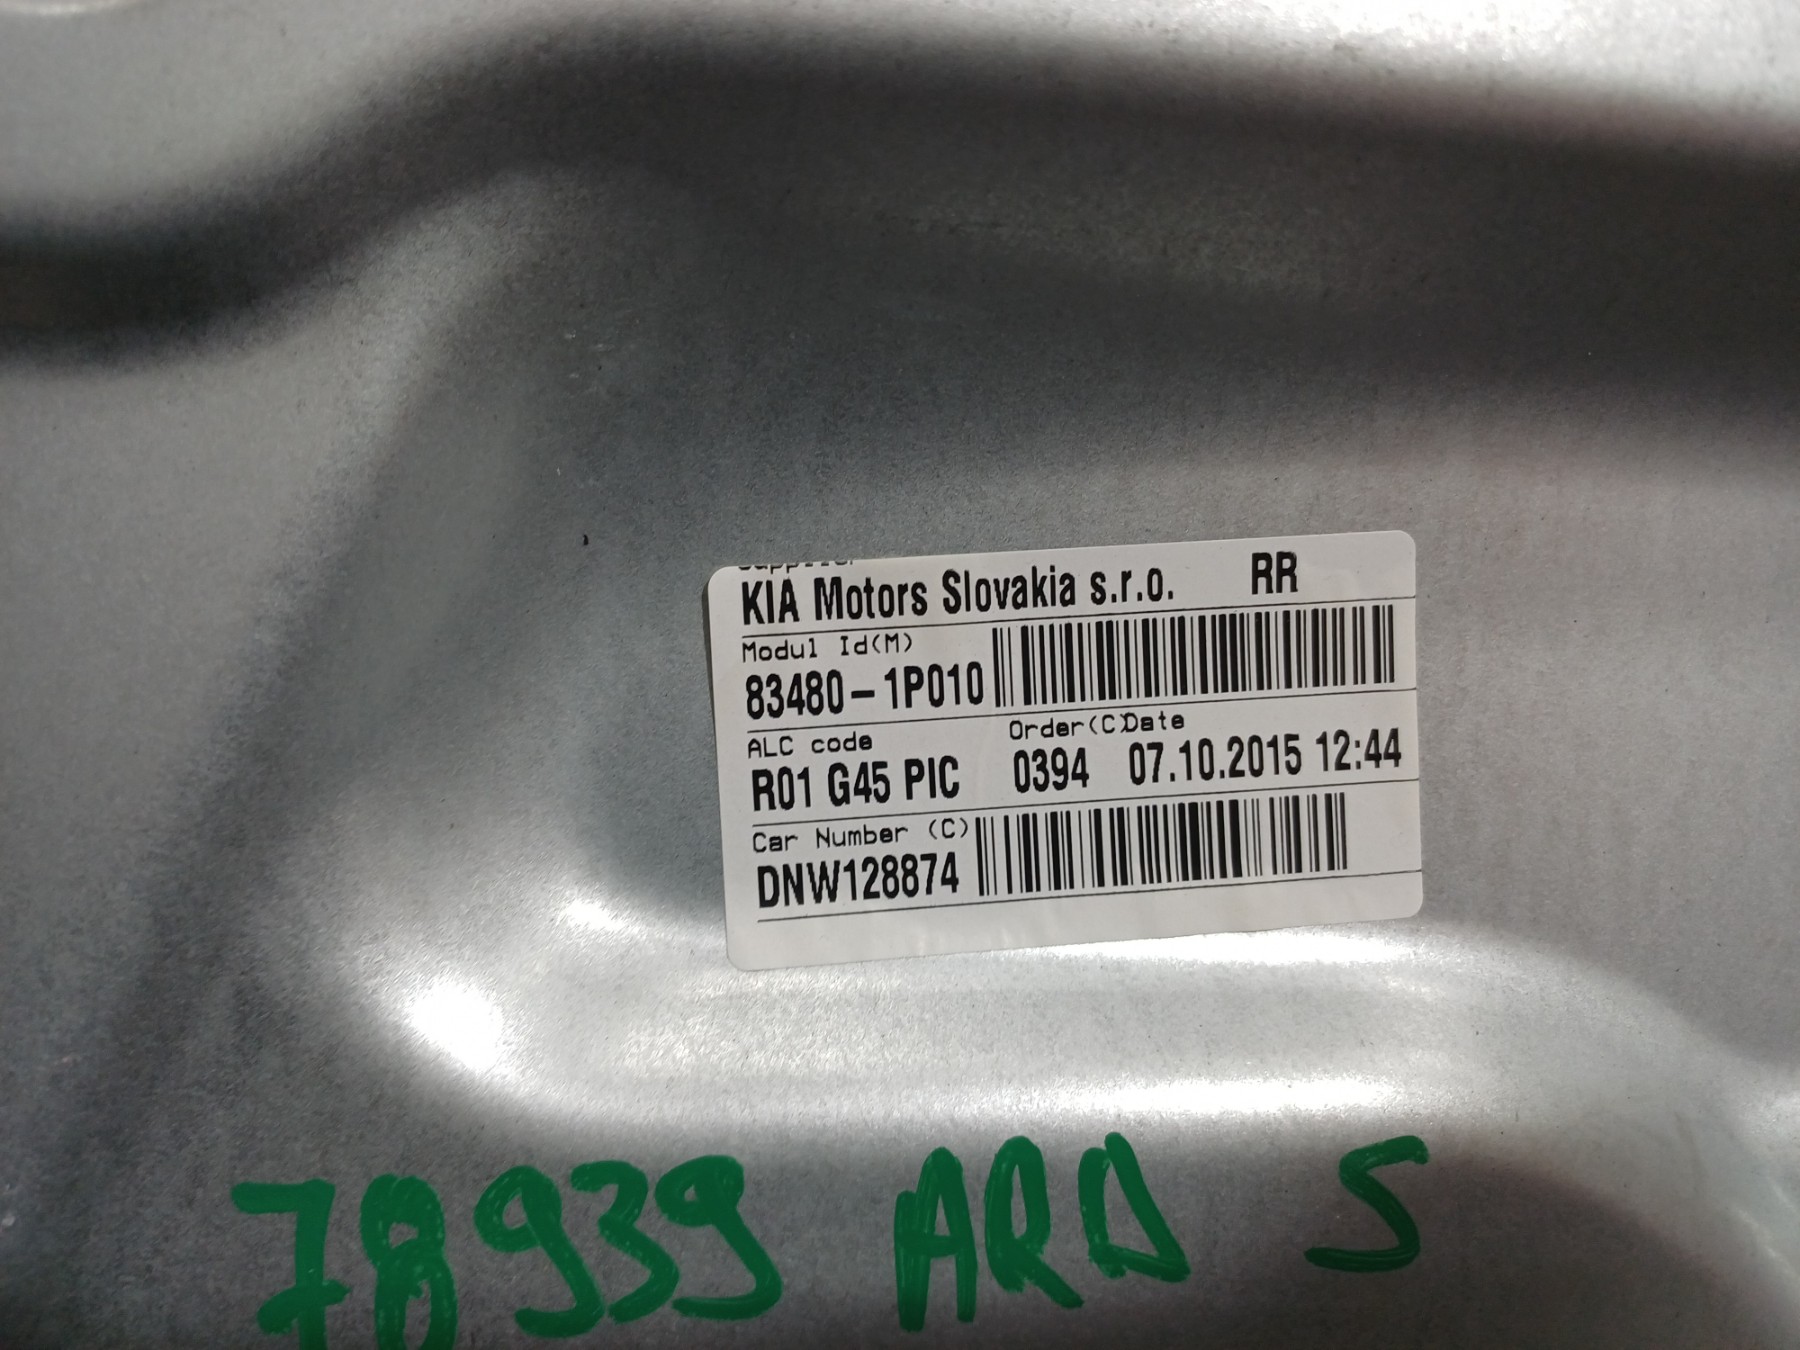 Supplier
KIA Motors Slovakia s.r.o. RR
Modul Id(M)
83480-1P010
ALC code Order(C)Date
R01 G45 PIC 0394 07.10.2015 12:44
Car Number (C)
DNW128874
78939 ARD S